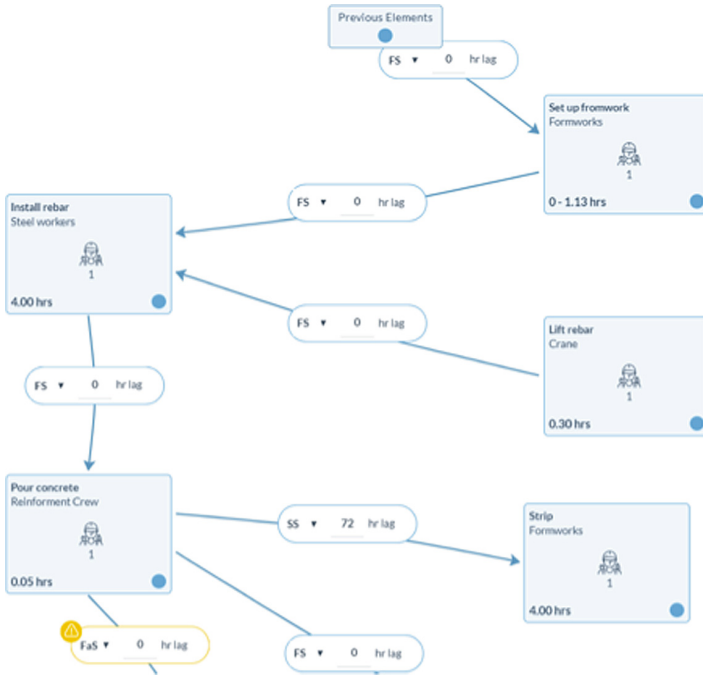 Previous Elements
FS ▼ 0 hr lag
Set up fromwork
Formworks
1
0 - 1.13 hrs
FS ▼ 0 hr lag
Install rebar
Steel workers
1
4.00 hrs
FS ▼ 0 hr lag
Lift rebar
Crane
1
0.30 hrs
FS ▼ 0 hr lag
Pour concrete
Reinforment Crew
1
0.05 hrs
SS ▼ 72 hr lag
Strip
Formworks
1
4.00 hrs
FaS ▼ 0 hr lag
FS ▼ 0 hr lag